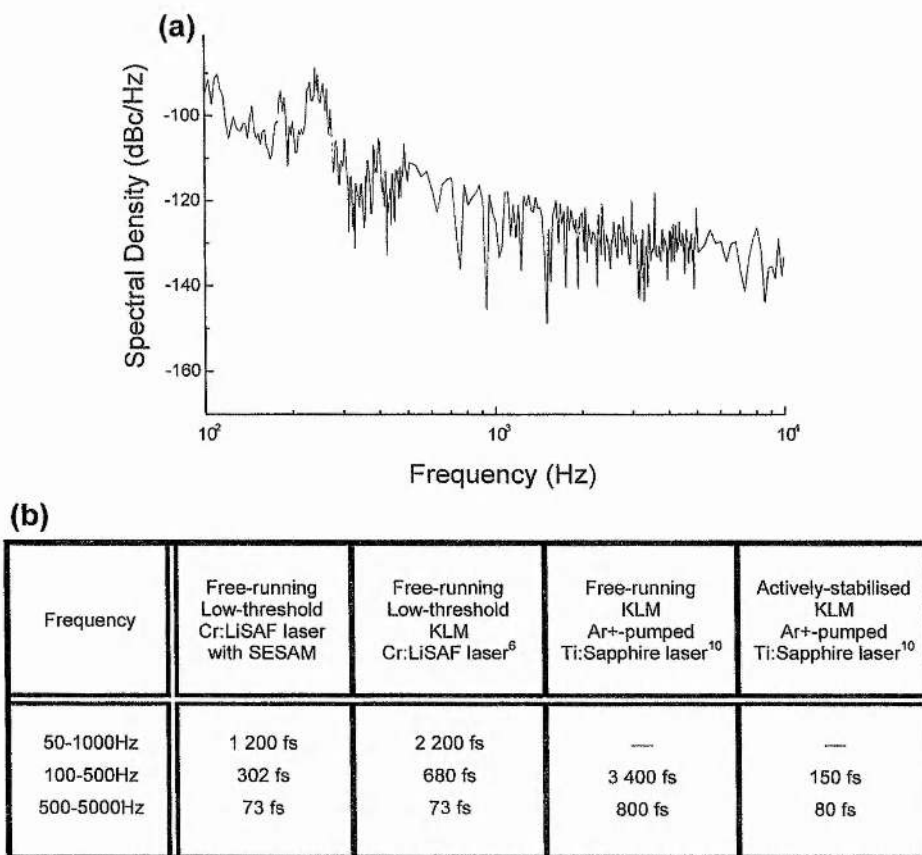 (a)
Spectral Density (dBc/Hz)
-100
-120
-140
-160
10²
10³
10⁴
Frequency (Hz)
(b)
Frequency
Free-running
Low-threshold
Cr:LiSAF laser
with SESAM
Free-running
Low-threshold
KLM
Cr:LiSAF laser⁶
Free-running
KLM
Ar+-pumped
Ti:Sapphire laser¹⁰
Actively-stabilised
KLM
Ar+-pumped
Ti:Sapphire laser¹⁰
50-1000Hz 1 200 fs 2 200 fs — —
100-500Hz 302 fs 680 fs 3 400 fs 150 fs
500-5000Hz 73 fs 73 fs 800 fs 80 fs